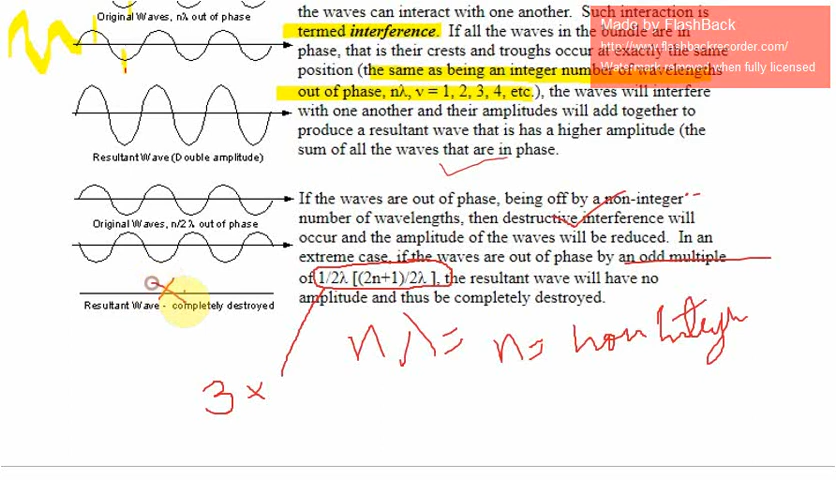 the waves can interact with one another. Such interaction is
termed interference. If all the waves in the bundle are in
phase, that is their crests and troughs occur at exactly the same
position (the same as being an integer number of wavelengths
out of phase, nλ, ν = 1, 2, 3, 4, etc.), the waves will interfere
with one another and their amplitudes will add together to
produce a resultant wave that is has a higher amplitude (the
sum of all the waves that are in phase.
Made by FlashBack
http://www.flashbackrecorder.com/
Watermark removed when fully licensed
Original Waves, nλ out of phase
Resultant Wave (Double amplitude)
If the waves are out of phase, being off by a non-integer
number of wavelengths, then destructive interference will
occur and the amplitude of the waves will be reduced. In an
extreme case, if the waves are out of phase by an odd multiple
of 1/2λ [(2n+1)/2λ ], the resultant wave will have no
amplitude and thus be completely destroyed.
Original Waves, n/2 λ out of phase
Resultant Wave - completely destroyed
nλ = n= non Integr
3 ×